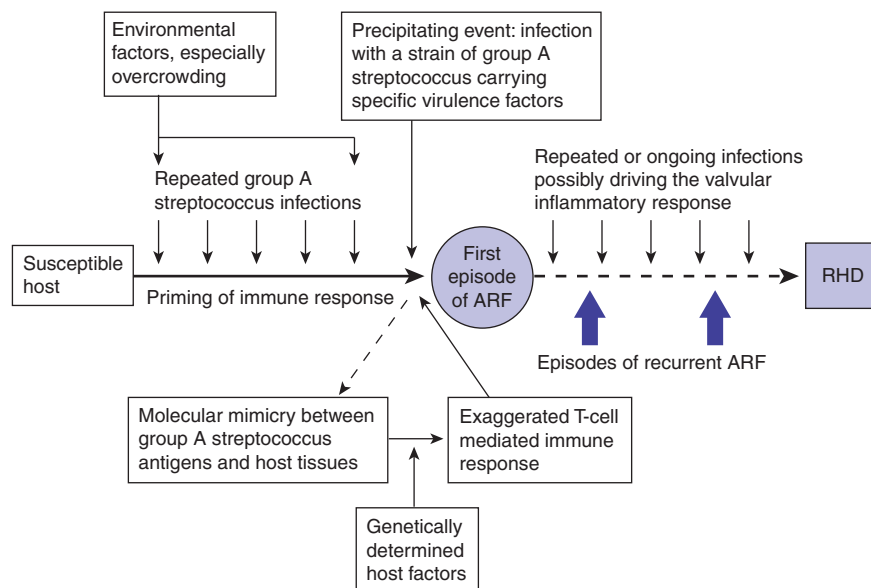 Environmental
factors, especially
overcrowding
Precipitating event: infection
with a strain of group A
streptococcus carrying
specific virulence factors
Repeated group A
streptococcus infections
Repeated or ongoing infections
possibly driving the valvular
inflammatory response
Susceptible
host
Priming of immune response
First
episode
of ARF
RHD
Episodes of recurrent ARF
Molecular mimicry between
group A streptococcus
antigens and host tissues
Exaggerated T-cell
mediated immune
response
Genetically
determined
host factors